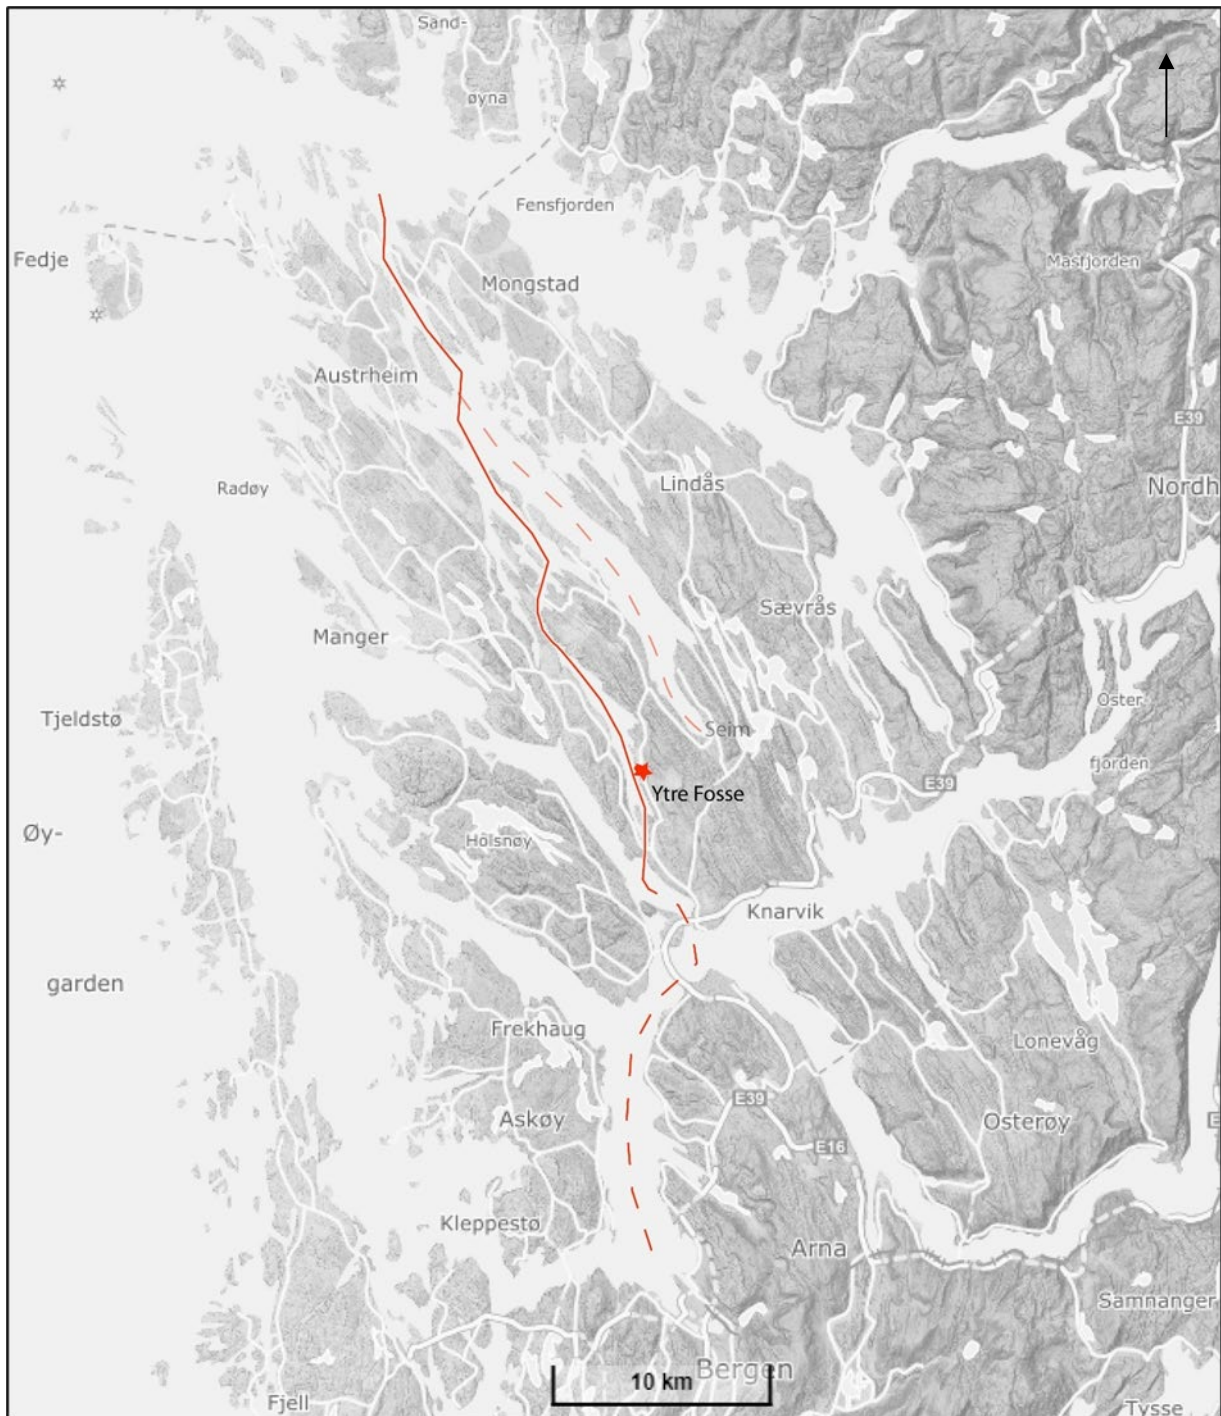 Sand-
øyna
Fensfjorden
Fedje
Mongstad
Masfjorden
Austrheim
E39
Radøy
Lindås
Nordh
Sævrås
Manger
Oster-
Tjeldstø
Seim
fjorden
E39
Ytre Fosse
Øy-
Holsnøy
Knarvik
garden
Frekhaug
Lonevåg
E39
Askøy
Osterøy
E16
Kleppestø
Arna
Samnanger
Bergen
10 km
Fjell
Tysse